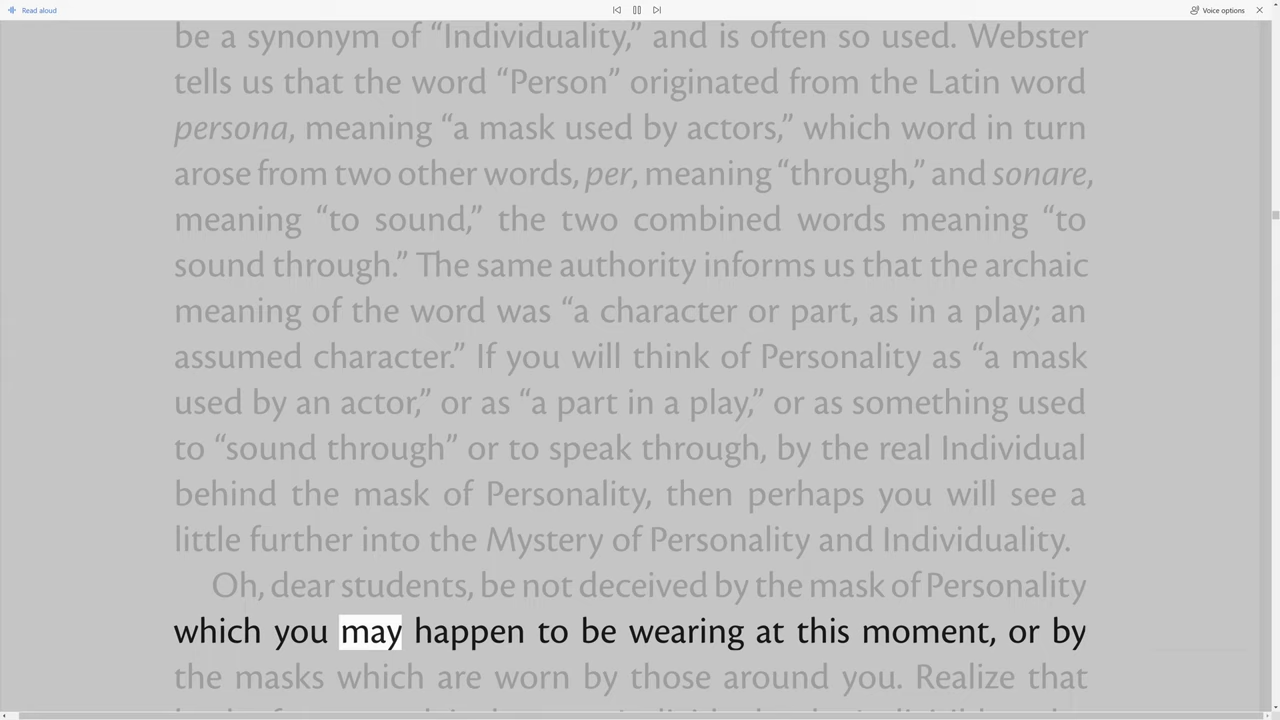 Read aloud
Voice options
be a synonym of “Individuality,” and is often so used. Webster
tells us that the word “Person” originated from the Latin word
persona, meaning “a mask used by actors,” which word in turn
arose from two other words, per, meaning “through,” and sonare,
meaning “to sound,” the two combined words meaning “to
sound through.” The same authority informs us that the archaic
meaning of the word was “a character or part, as in a play; an
assumed character.” If you will think of Personality as “a mask
used by an actor,” or as “a part in a play,” or as something used
to “sound through” or to speak through, by the real Individual
behind the mask of Personality, then perhaps you will see a
little further into the Mystery of Personality and Individuality.
Oh, dear students, be not deceived by the mask of Personality
which you may happen to be wearing at this moment, or by
the masks which are worn by those around you. Realize that